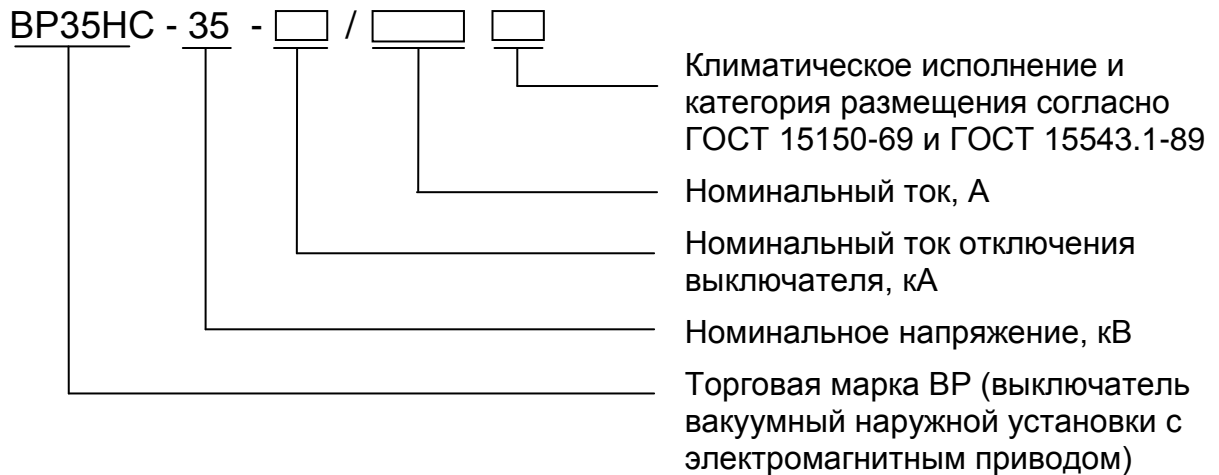 ВР35НС - 35 - /
Климатическое исполнение и
категория размещения согласно
ГОСТ 15150-69 и ГОСТ 15543.1-89
Номинальный ток, А
Номинальный ток отключения
выключателя, кА
Номинальное напряжение, кВ
Торговая марка ВР (выключатель
вакуумный наружной установки с
электромагнитным приводом)